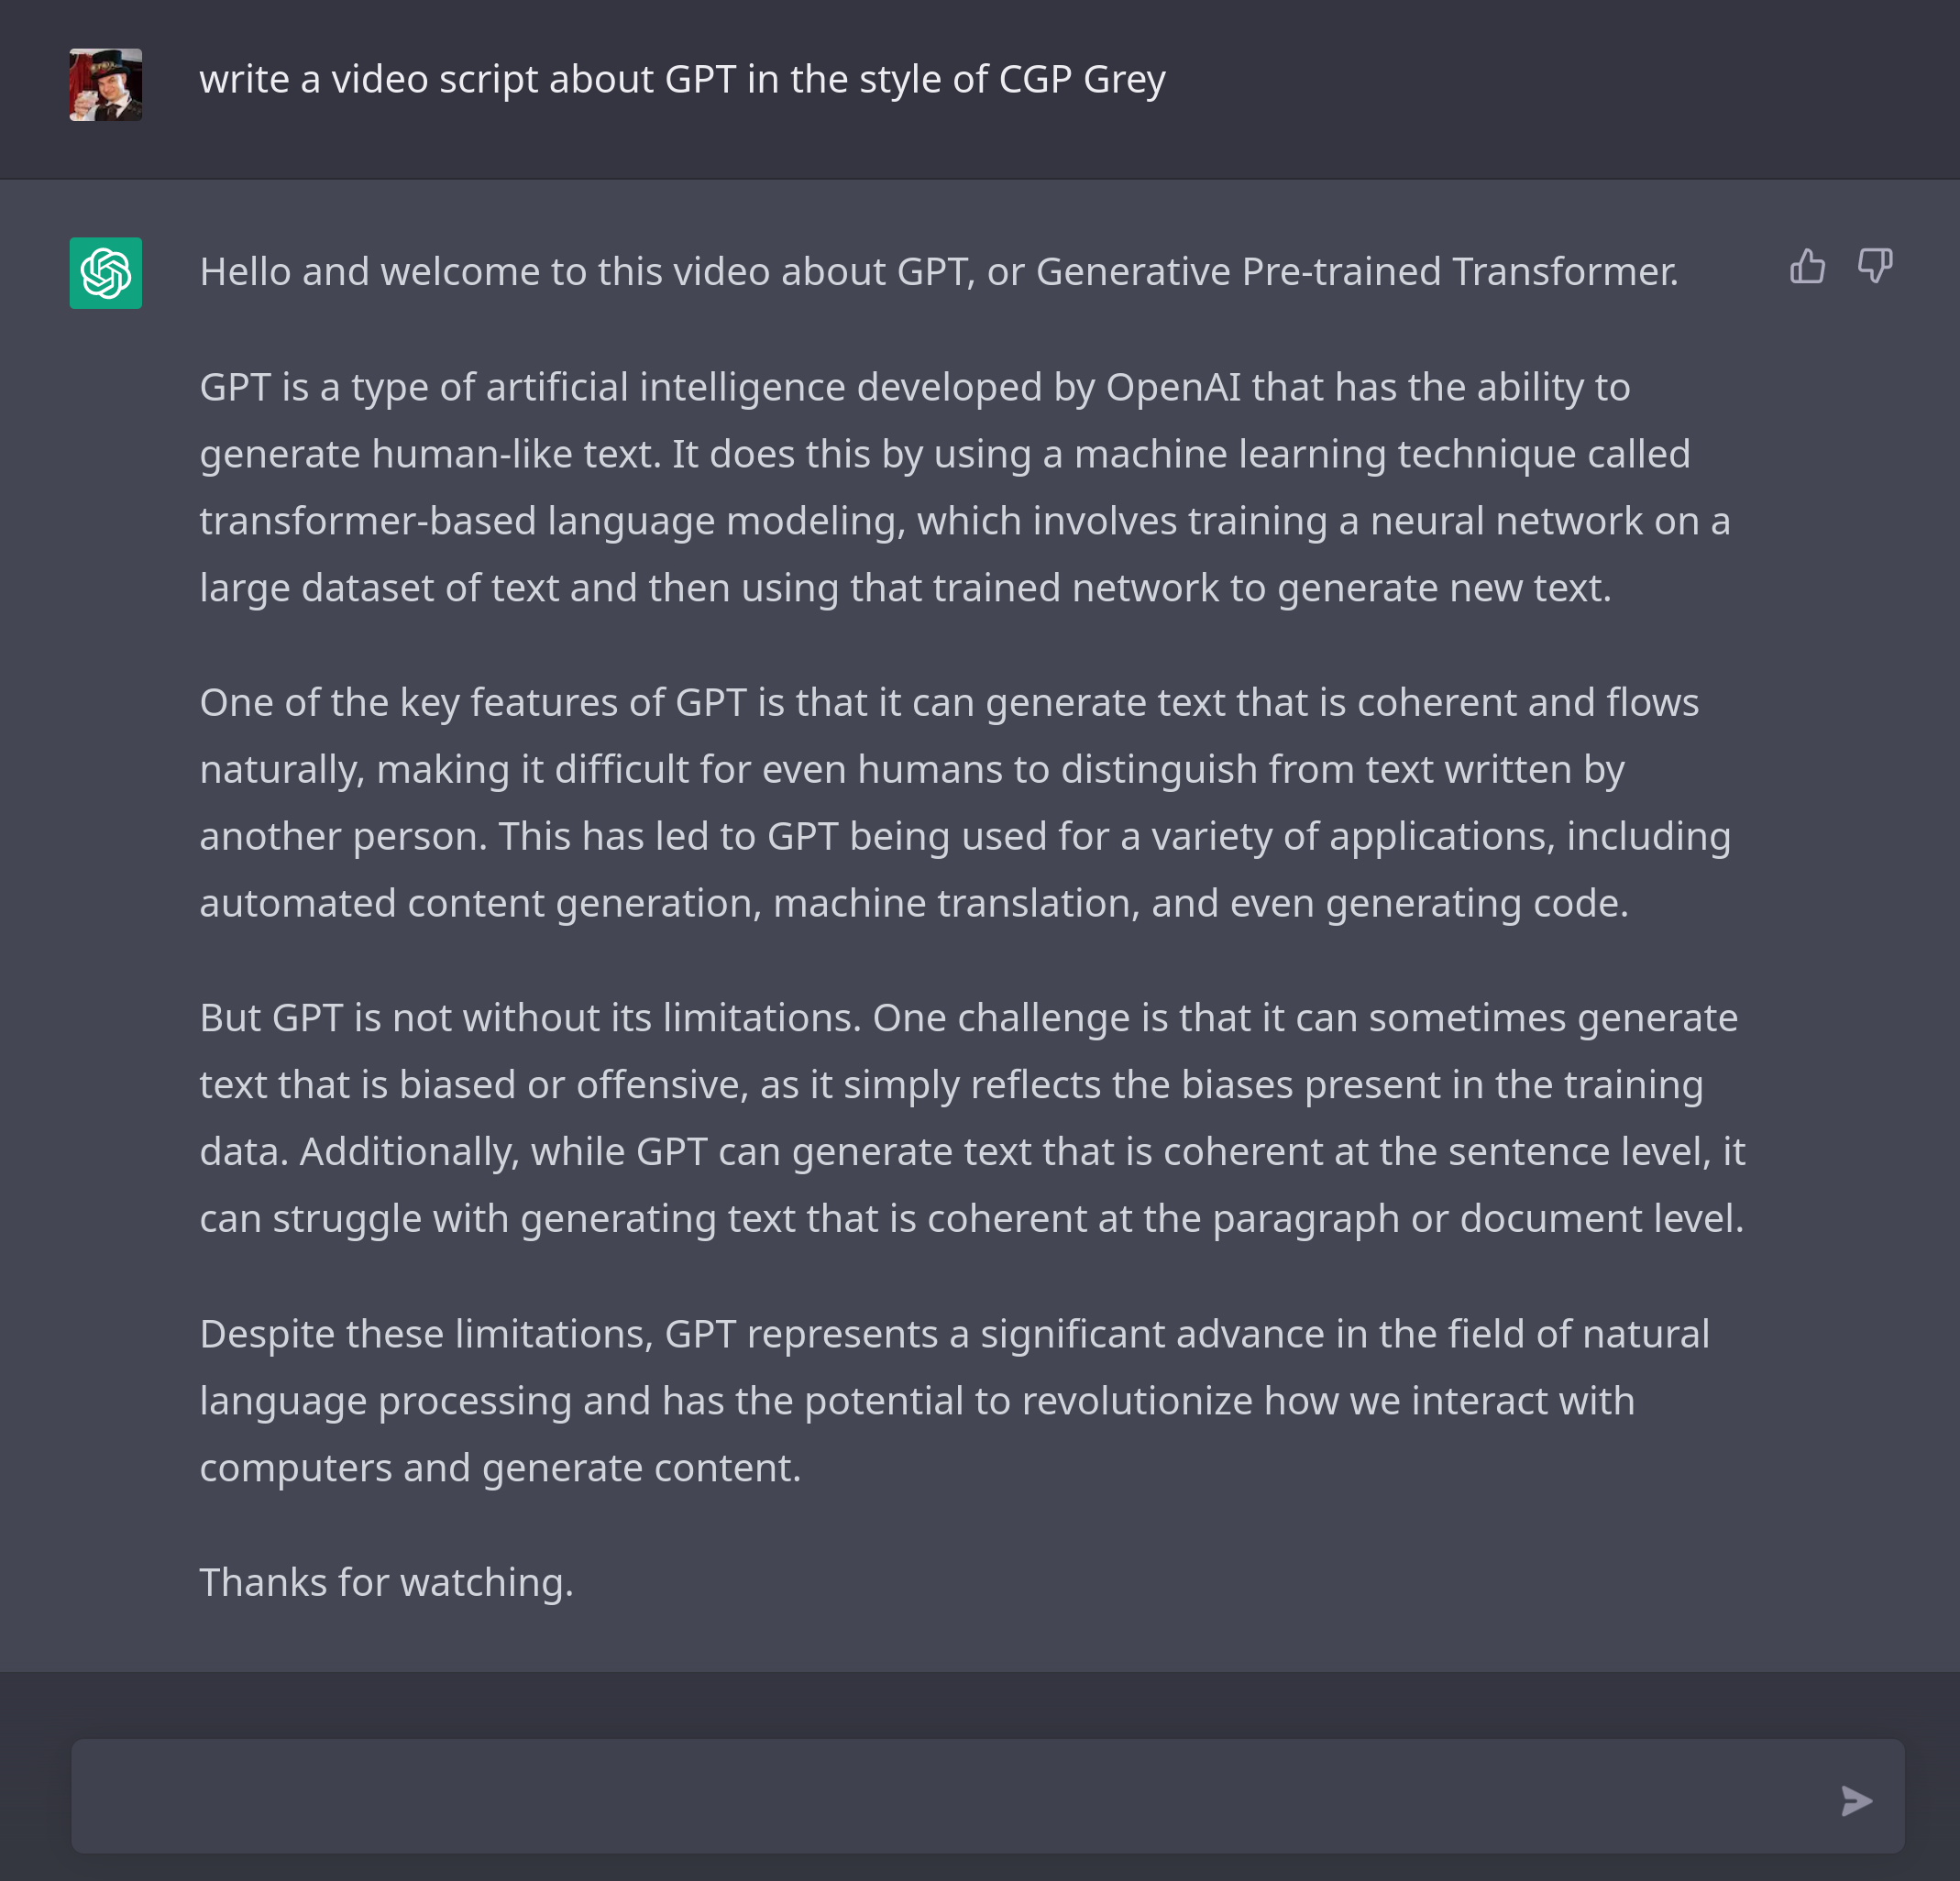 write a video script about GPT in the style of CGP Grey
Hello and welcome to this video about GPT, or Generative Pre-trained Transformer.
GPT is a type of artificial intelligence developed by OpenAI that has the ability to
generate human-like text. It does this by using a machine learning technique called
transformer-based language modeling, which involves training a neural network on a
large dataset of text and then using that trained network to generate new text.
One of the key features of GPT is that it can generate text that is coherent and flows
naturally, making it difficult for even humans to distinguish from text written by
another person. This has led to GPT being used for a variety of applications, including
automated content generation, machine translation, and even generating code.
But GPT is not without its limitations. One challenge is that it can sometimes generate
text that is biased or offensive, as it simply reflects the biases present in the training
data. Additionally, while GPT can generate text that is coherent at the sentence level, it
can struggle with generating text that is coherent at the paragraph or document level.
Despite these limitations, GPT represents a significant advance in the field of natural
language processing and has the potential to revolutionize how we interact with
computers and generate content.
Thanks for watching.